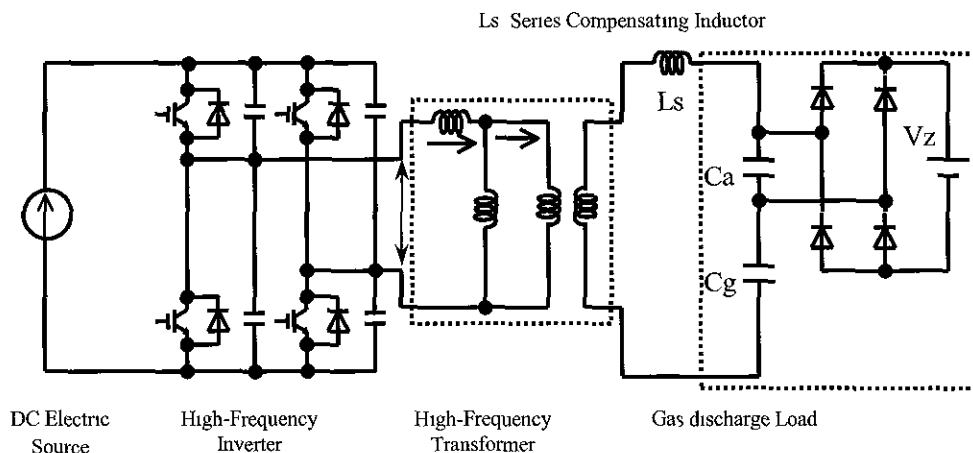 Ls Series Compensating Inductor
Ls
Vz
Ca
Cg
DC Electric
Source
High-Frequency
Inverter
High-Frequency
Transformer
Gas discharge Load